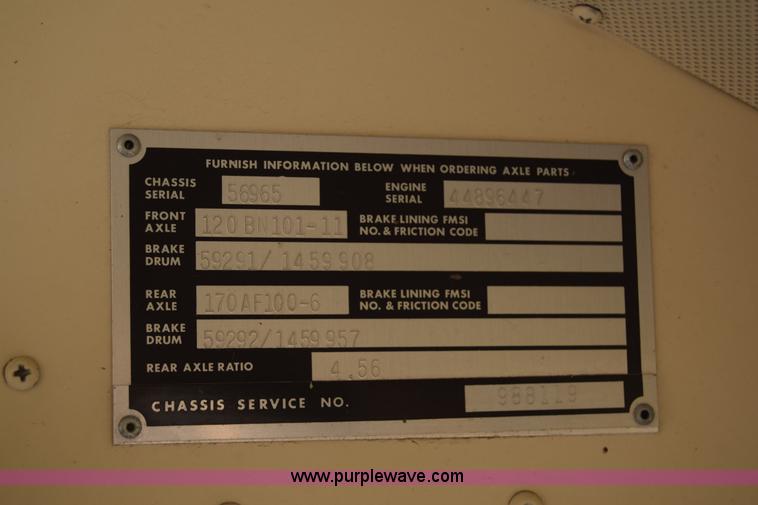 FURNISH INFORMATION BELOW WHEN ORDERING AXLE PARTS
CHASSIS SERIAL 56965 ENGINE SERIAL 44896447
FRONT AXLE 120 BN101-11 BRAKE LINING FMSI NO. & FRICTION CODE
BRAKE DRUM 59291/ 1459 908
REAR AXLE 170AF100-6 BRAKE LINING FMSI NO. & FRICTION CODE
BRAKE DRUM 59292/1459 957
REAR AXLE RATIO 4.56
CHASSIS SERVICE NO. 988119
www.purplewave.com